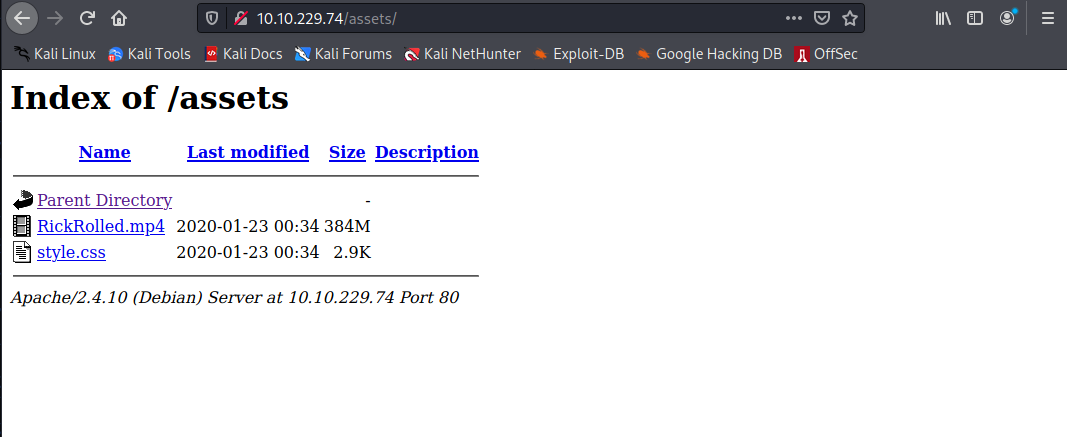 10.10.229.74/assets/
Kali Linux Kali Tools Kali Docs Kali Forums Kali NetHunter Exploit-DB Google Hacking DB OffSec
Index of /assets
Name Last modified Size Description
Parent Directory -
RickRolled.mp4 2020-01-23 00:34 384M
style.css 2020-01-23 00:34 2.9K
Apache/2.4.10 (Debian) Server at 10.10.229.74 Port 80